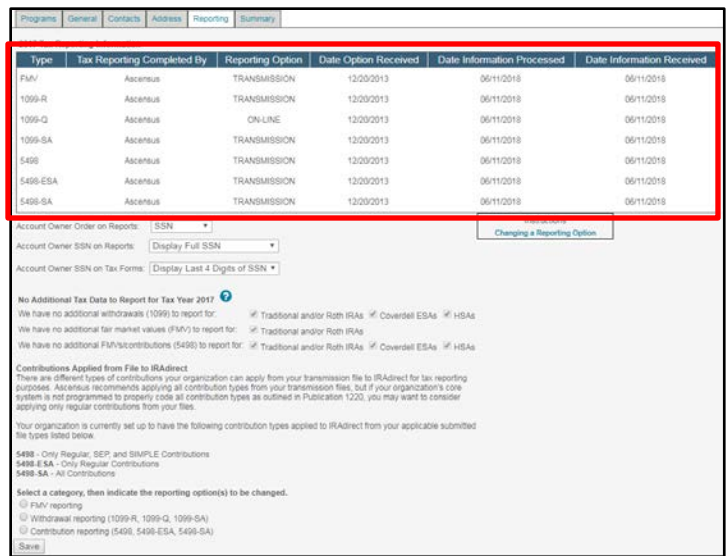 Programs General Contacts Address Reporting Summary
Type Tax Reporting Completed By Reporting Option Date Option Received Date Information Processed Date Information Received
FMV Ascensus TRANSMISSION 12/20/2013 06/11/2018 06/11/2018
1099-R Ascensus TRANSMISSION 12/20/2013 06/11/2018 06/11/2018
1099-Q Ascensus ON-LINE 12/20/2013 06/11/2018 06/11/2018
1099-SA Ascensus TRANSMISSION 12/20/2013 06/11/2018 06/11/2018
5498 Ascensus TRANSMISSION 12/20/2013 06/11/2018 06/11/2018
5498-ESA Ascensus TRANSMISSION 12/20/2013 06/11/2018 06/11/2018
5498-SA Ascensus TRANSMISSION 12/20/2013 06/11/2018 06/11/2018
Account Owner Order on Reports: SSN
Changing a Reporting Option
Account Owner SSN on Reports: Display Full SSN
Account Owner SSN on Tax Forms: Display Last 4 Digits of SSN
No Additional Tax Data to Report for Tax Year 2017 ?
We have no additional withdrawals (1099) to report for: Traditional and/or Roth IRAs Coverdell ESAs HSAs
We have no additional fair market values (FMV) to report for: Traditional and/or Roth IRAs
We have no additional FMVs/contributions (5498) to report for: Traditional and/or Roth IRAs Coverdell ESAs HSAs
Contributions Applied from File to IRAdirect
There are different types of contributions your organization can apply from your transmission file to IRAdirect for tax reporting
purposes. Ascensus recommends applying all contribution types from your transmission files, but if your organization's core
system is not programmed to properly code all contribution types as outlined in Publication 1220, you may want to consider
applying only regular contributions from your files.
Your organization is currently set up to have the following contribution types applied to IRAdirect from your applicable submitted
file types listed below.
5498 - Only Regular, SEP, and SIMPLE Contributions
5498-ESA - Only Regular Contributions
5498-SA - All Contributions
Select a category, then indicate the reporting option(s) to be changed.
FMV reporting
Withdrawal reporting (1099-R, 1099-Q, 1099-SA)
Contribution reporting (5498, 5498-ESA, 5498-SA)
Save